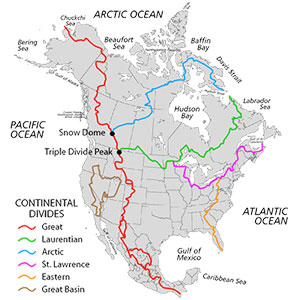 ARCTIC OCEAN
Chuckchi
Sea
Bering
Sea
Beaufort
Sea
Baffin
Bay
Davis Strait
Hudson
Bay
Labrador
Sea
PACIFIC
OCEAN
Snow Dome
Triple Divide Peak
ATLANTIC
OCEAN
Gulf of
Mexico
Caribbean Sea
CONTINENTAL
DIVIDES
Great
Laurentian
Arctic
St. Lawrence
Eastern
Great Basin